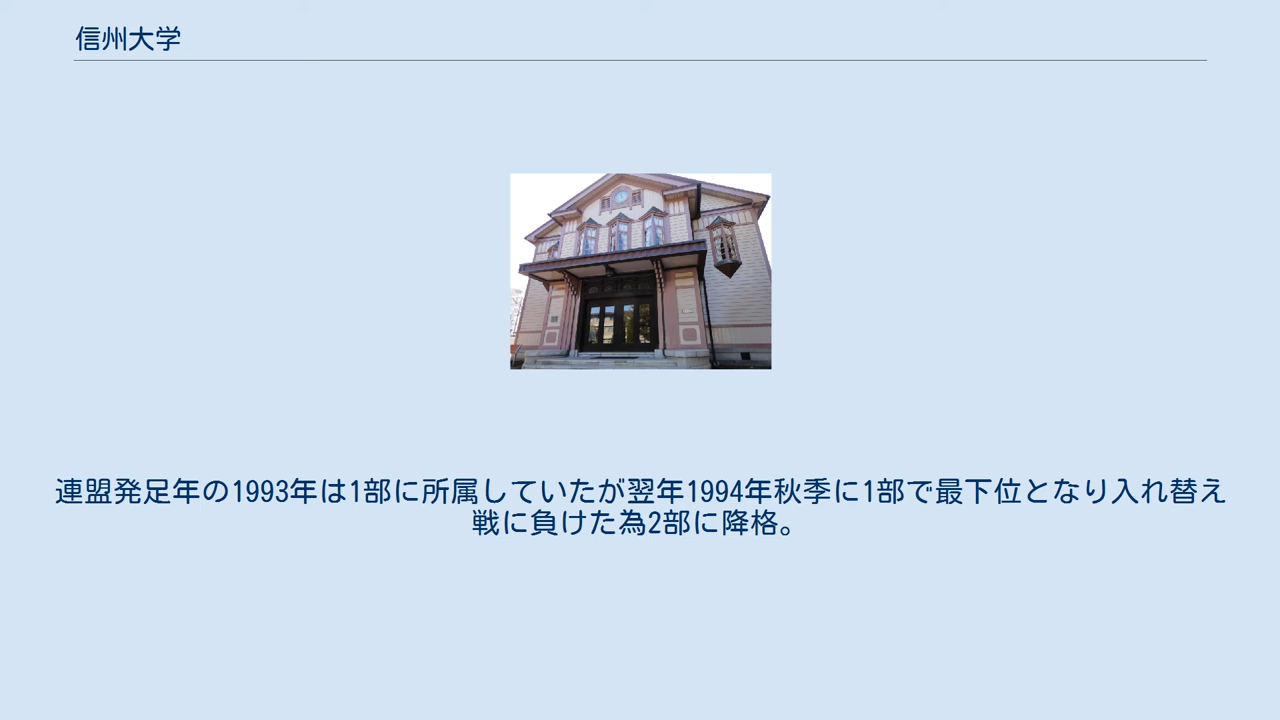 信州大学
連盟発足年の1993年は1部に所属していたが翌年1994年秋季に1部で最下位となり入れ替え
戦に負けた為2部に降格。